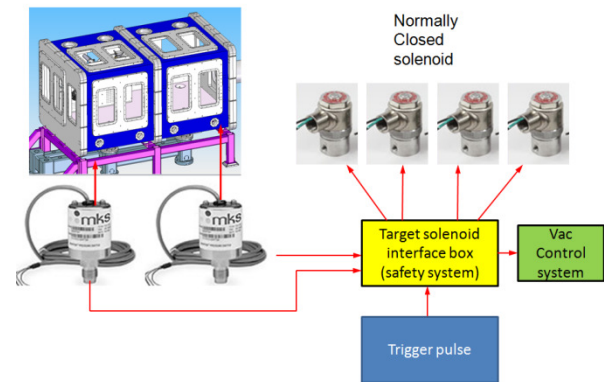 Normally
Closed
solenoid
mks
mks
Target solenoid
interface box
(safety system)
Vac
Control
system
Trigger pulse